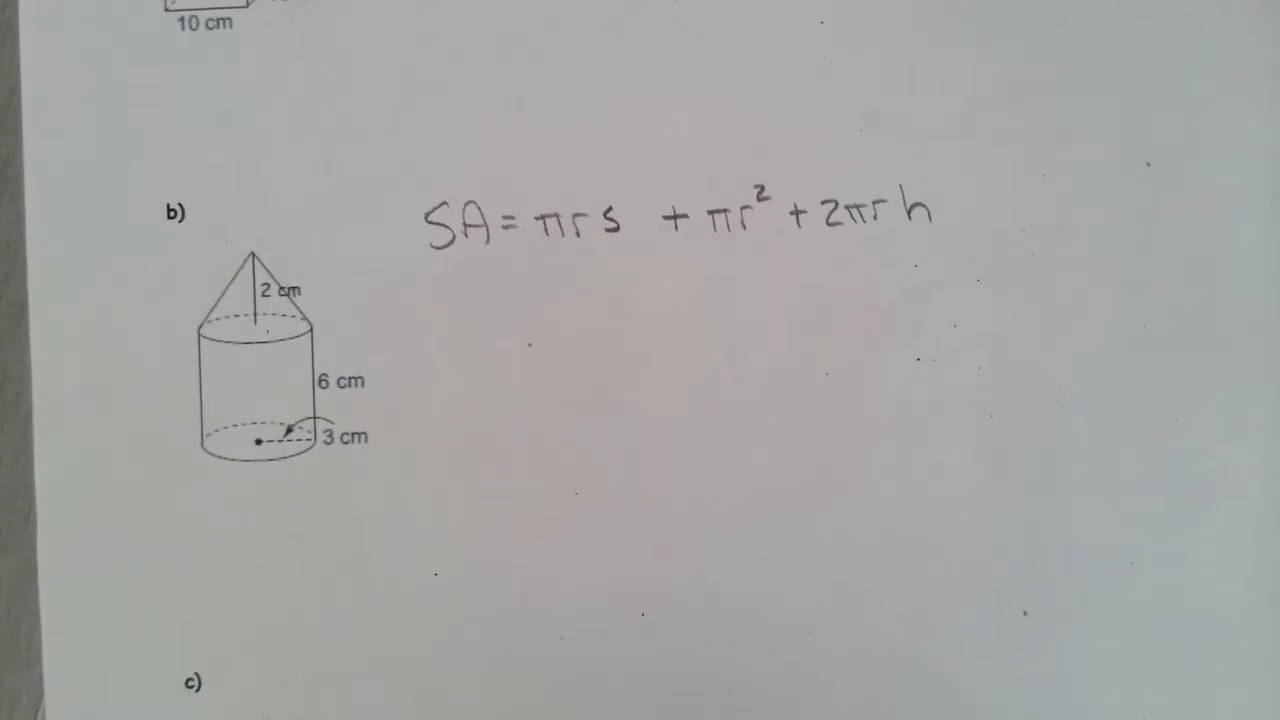 10 cm
b)
SA = πrs + πr² + 2πrh
2 cm
6 cm
3 cm
c)